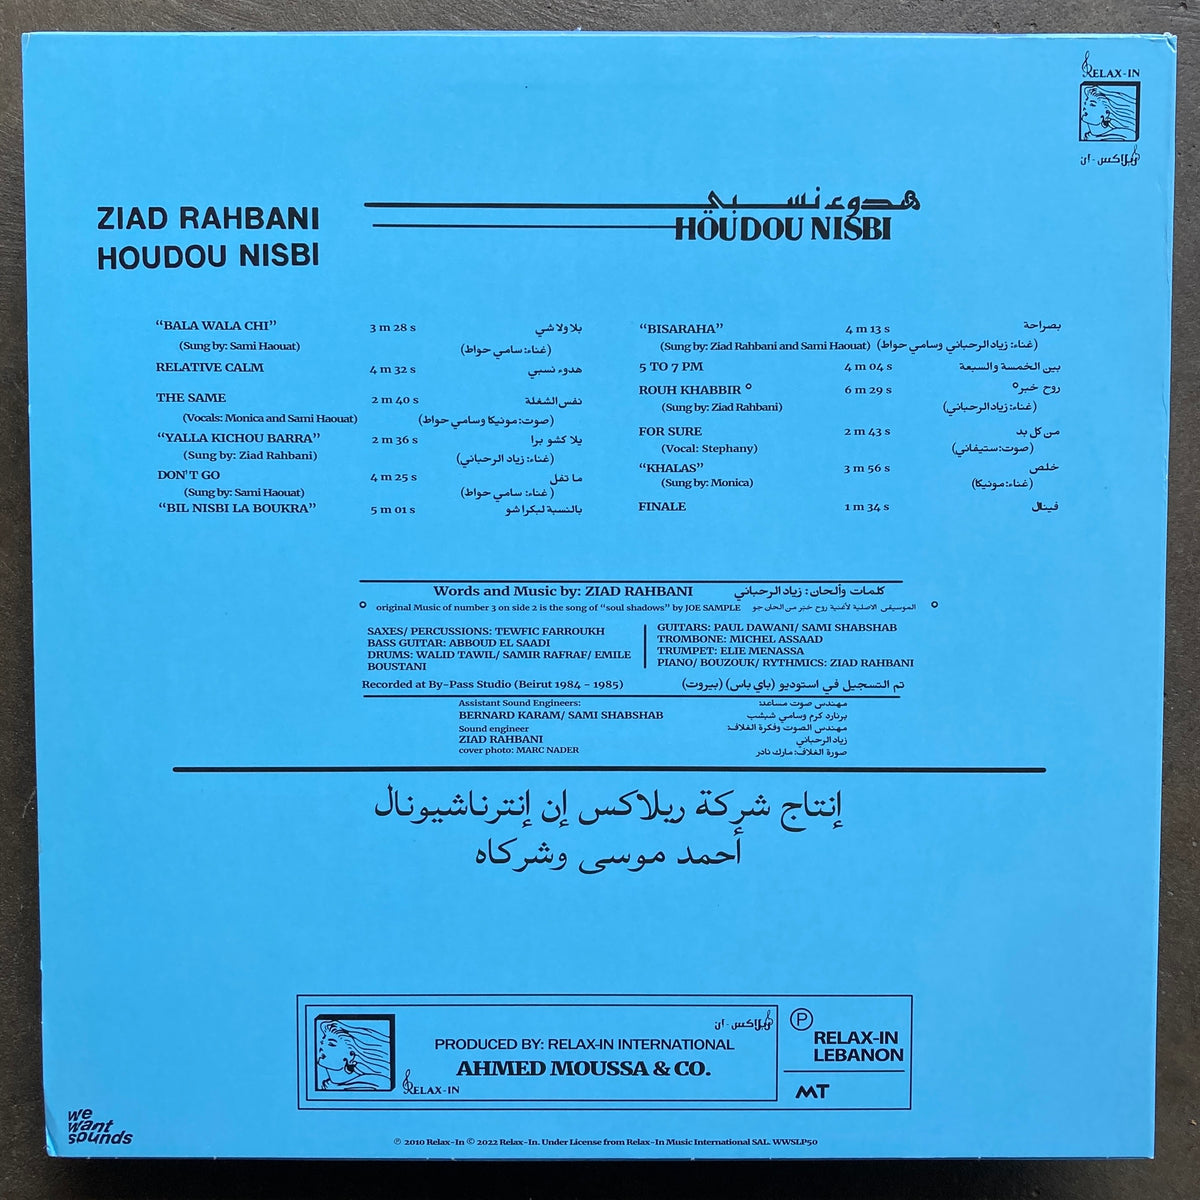 RELAX-IN
ريلاكس - ان
ZIAD RAHBANI
HOUDOU NISBI
هدوء نسبي
HOUDOU NISBI
“BALA WALA CHI” 3 m 28 s بلا ولا شي
(Sung by: Sami Haouat) (غناء: سامي حواط)
RELATIVE CALM 4 m 32 s هدوء نسبي
THE SAME 2 m 40 s نفس الشغلة
(Vocals: Monica and Sami Haouat) (صوت: مونيكا وسامي حواط)
“YALLA KICHOU BARRA” 2 m 36 s يلا كشو برا
(Sung by: Ziad Rahbani) (غناء: زياد الرحباني)
DON'T GO 4 m 25 s ما تفل
(Sung by: Sami Haouat) (غناء: سامي حواط)
“BIL NISBI LA BOUKRA” 5 m 01 s بالنسبة لبكرا شو
“BISARAHA” 4 m 13 s بصراحة
(Sung by: Ziad Rahbani and Sami Haouat) (غناء: زياد الرحباني وسامي حواط)
5 TO 7 PM 4 m 04 s بين الخمسة والسبعة
ROUH KHABBIR ° 6 m 29 s روح خبر°
(Sung by: Ziad Rahbani) (غناء: زياد الرحباني)
FOR SURE 2 m 43 s من كل بد
(Vocal: Stephany) (صوت: ستيفاني)
“KHALAS” 3 m 56 s خلص
(Sung by: Monica) (غناء: مونيكا)
FINALE 1 m 34 s فينال
Words and Music by: ZIAD RAHBANI كلمات وألحان: زياد الرحباني
° original Music of number 3 on side 2 is the song of “soul shadows” by JOE SAMPLE الموسيقى الاصلية لأغنية روح خبّر من الحان جو °
SAXES/ PERCUSSIONS: TEWFIC FARROUKH
BASS GUITAR: ABBOUD EL SAADI
DRUMS: WALID TAWIL/ SAMIR RAFRAF/ EMILE
BOUSTANI
GUITARS: PAUL DAWANI/ SAMI SHABSHAB
TROMBONE: MICHEL ASSAAD
TRUMPET: ELIE MENASSA
PIANO/ BOUZOUK/ RYTHMICS: ZIAD RAHBANI
Recorded at By-Pass Studio (Beirut 1984 - 1985) تم التسجيل في استوديو (باي باس) (بيروت)
Assistant Sound Engineers: مهندس صوت مساعد:
BERNARD KARAM/ SAMI SHABSHAB برنارد كرم وسامي شبشب
Sound engineer مهندس الصوت وفكرة الغلاف:
ZIAD RAHBANI زياد الرحباني
cover photo: MARC NADER صورة الغلاف: مارك نادر
إنتاج شركة ريلاكس إن إنترناشيونال
أحمد موسى وشركاه
ريلاكس - ان
PRODUCED BY: RELAX-IN INTERNATIONAL
AHMED MOUSSA & CO.
RELAX-IN
Ⓟ RELAX-IN
LEBANON
MT
we
want
sounds
℗ 2010 Relax-In © 2022 Relax-In. Under License from Relax-In Music International SAL. WWSLP50